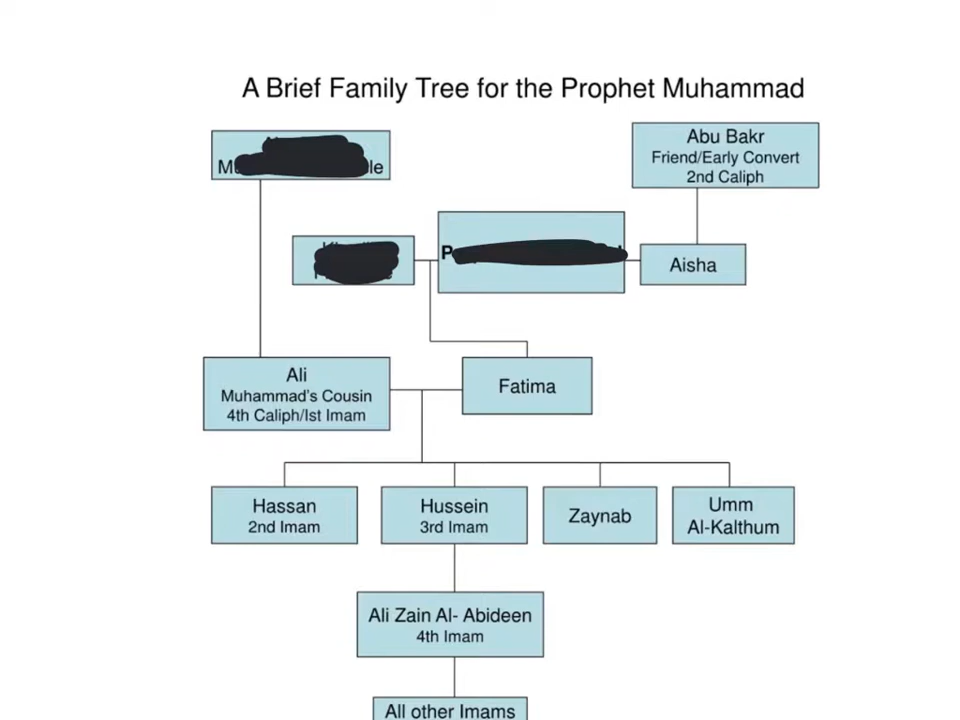 A Brief Family Tree for the Prophet Muhammad
Abu Bakr
Friend/Early Convert
2nd Caliph
Aisha
Ali
Muhammad's Cousin
4th Caliph/Ist Imam
Fatima
Hassan
2nd Imam
Hussein
3rd Imam
Zaynab
Umm
Al-Kalthum
Ali Zain Al- Abideen
4th Imam
All other Imams